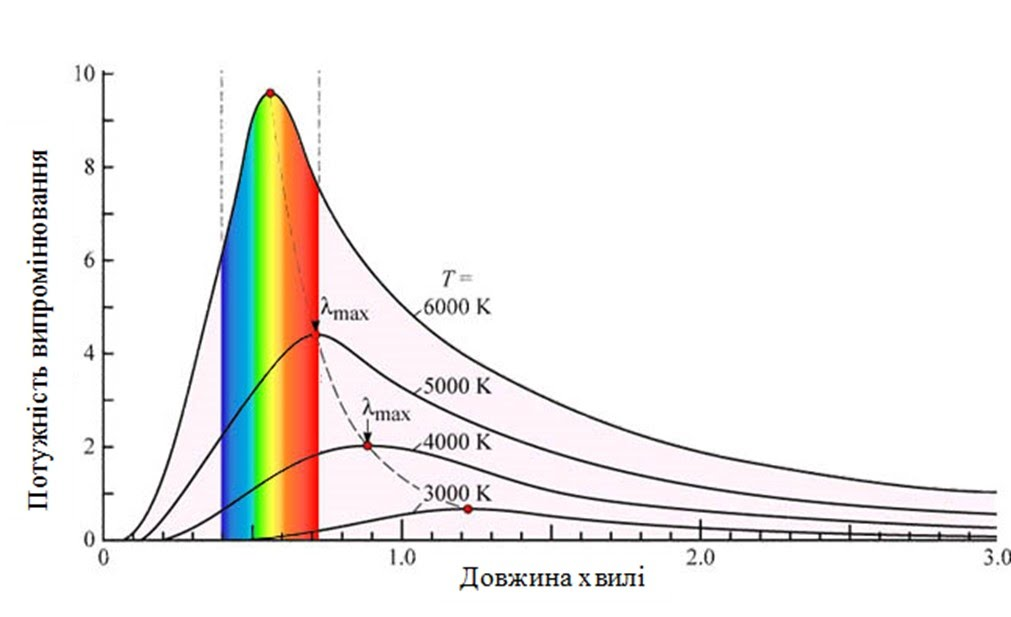 Потужність випромінювання
10
8
6
4
2
0
T =
6000 K
λmax
5000 K
λmax
4000 K
3000 K
0
1.0
2.0
3.0
Довжина хвилі